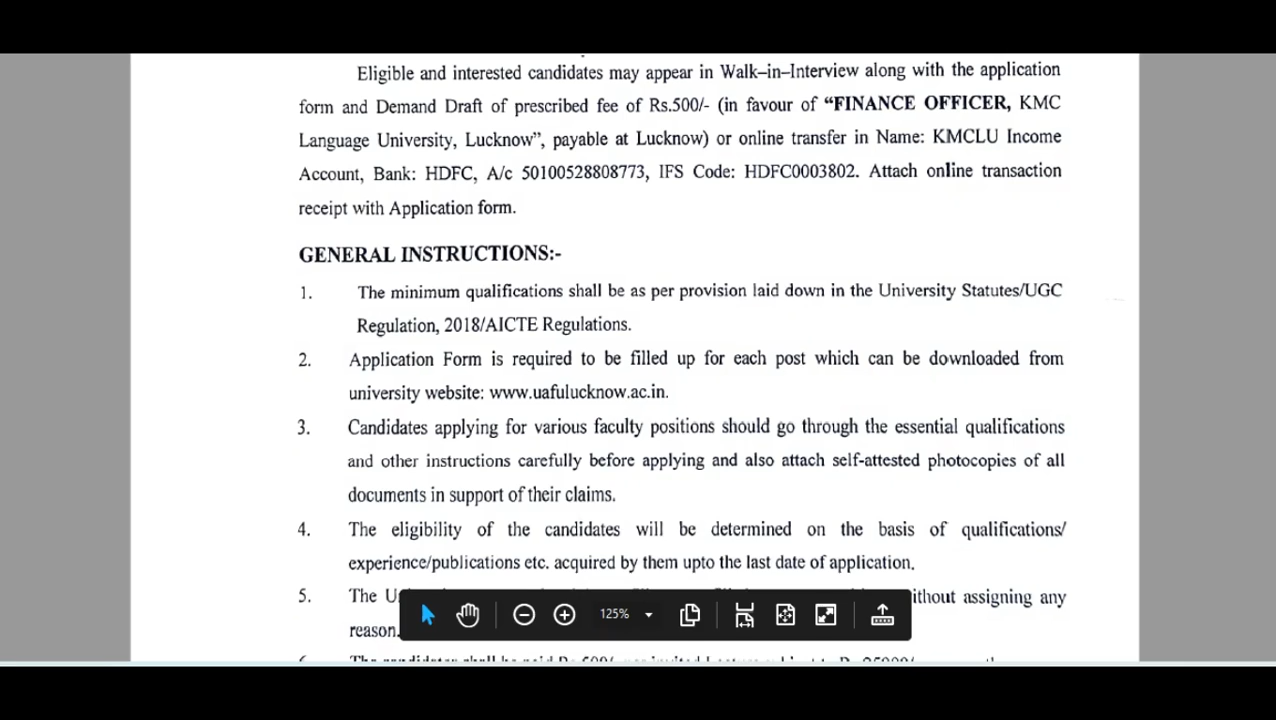 Eligible and interested candidates may appear in Walk–in–Interview along with the application
form and Demand Draft of prescribed fee of Rs.500/- (in favour of “FINANCE OFFICER, KMC
Language University, Lucknow”, payable at Lucknow) or online transfer in Name: KMCLU Income
Account, Bank: HDFC, A/c 50100528808773, IFS Code: HDFC0003802. Attach online transaction
receipt with Application form.
GENERAL INSTRUCTIONS:-
1. The minimum qualifications shall be as per provision laid down in the University Statutes/UGC
Regulation, 2018/AICTE Regulations.
2. Application Form is required to be filled up for each post which can be downloaded from
university website: www.uafulucknow.ac.in.
3. Candidates applying for various faculty positions should go through the essential qualifications
and other instructions carefully before applying and also attach self-attested photocopies of all
documents in support of their claims.
4. The eligibility of the candidates will be determined on the basis of qualifications/
experience/publications etc. acquired by them upto the last date of application.
5. The without assigning any
reason.
125%